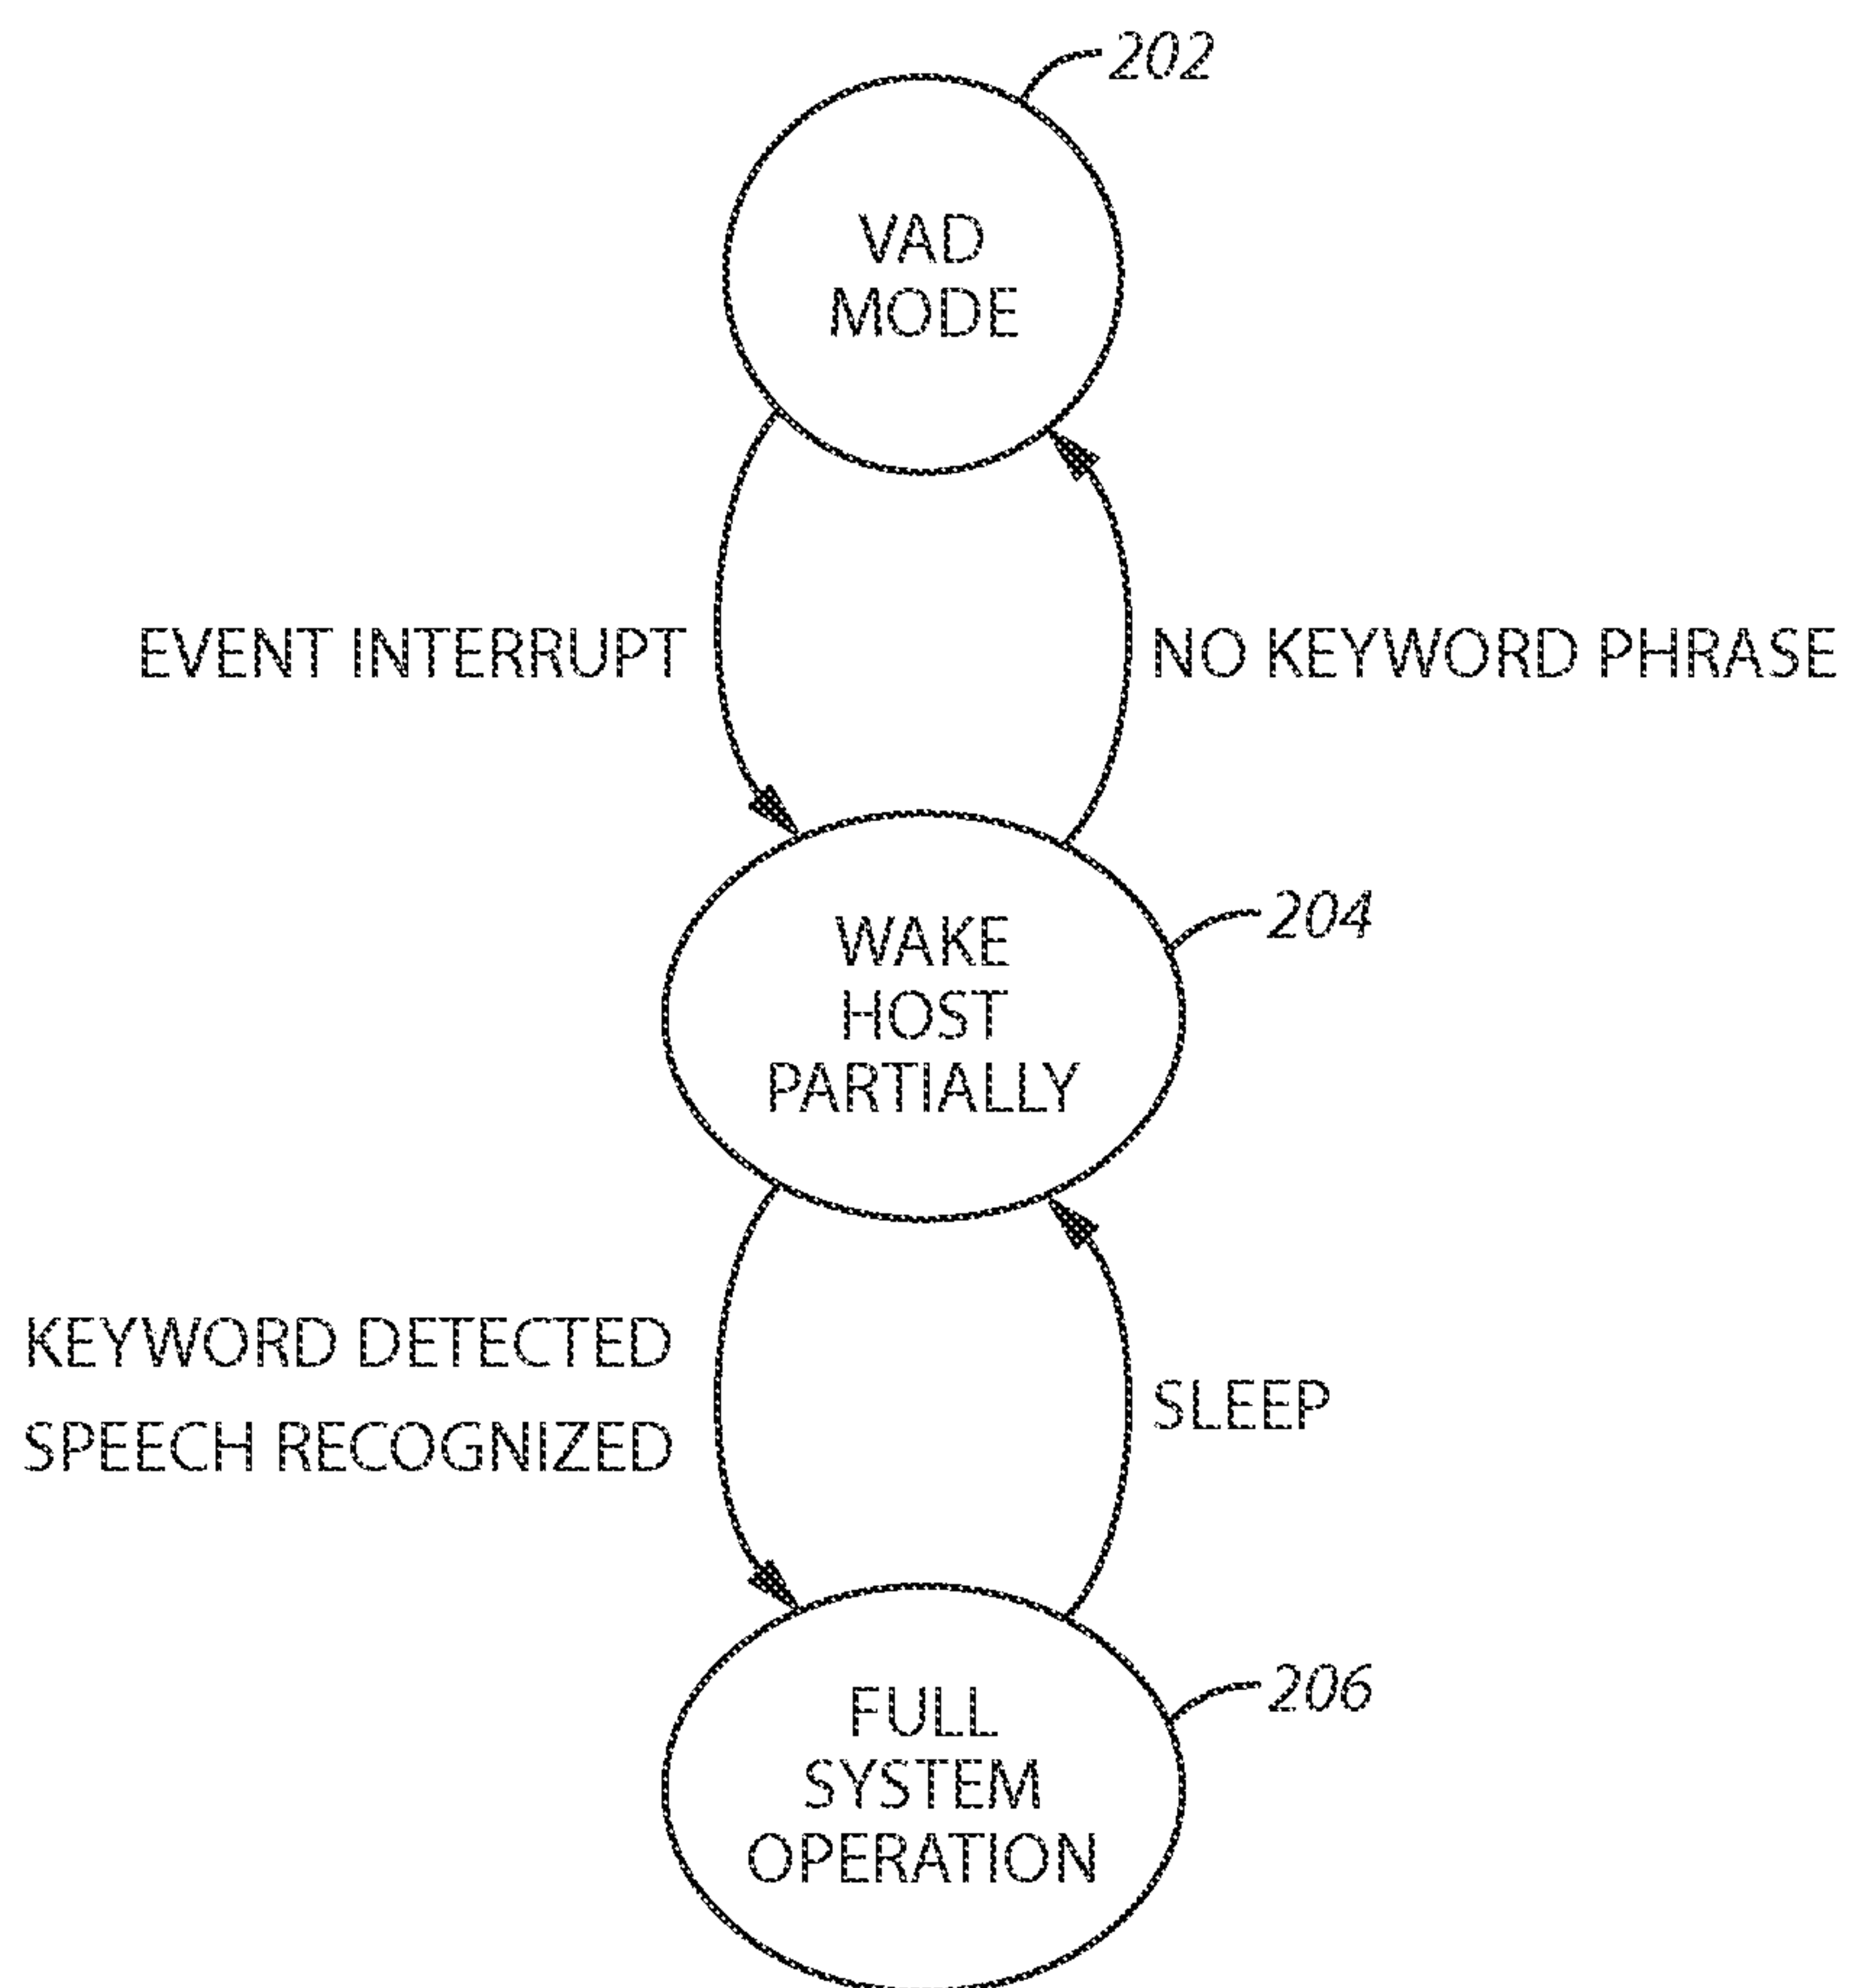 202
VAD
MODE
EVENT INTERRUPT
NO KEYWORD PHRASE
WAKE
HOST
PARTIALLY
204
KEYWORD DETECTED
SPEECH RECOGNIZED
SLEEP
FULL
SYSTEM
OPERATION
206